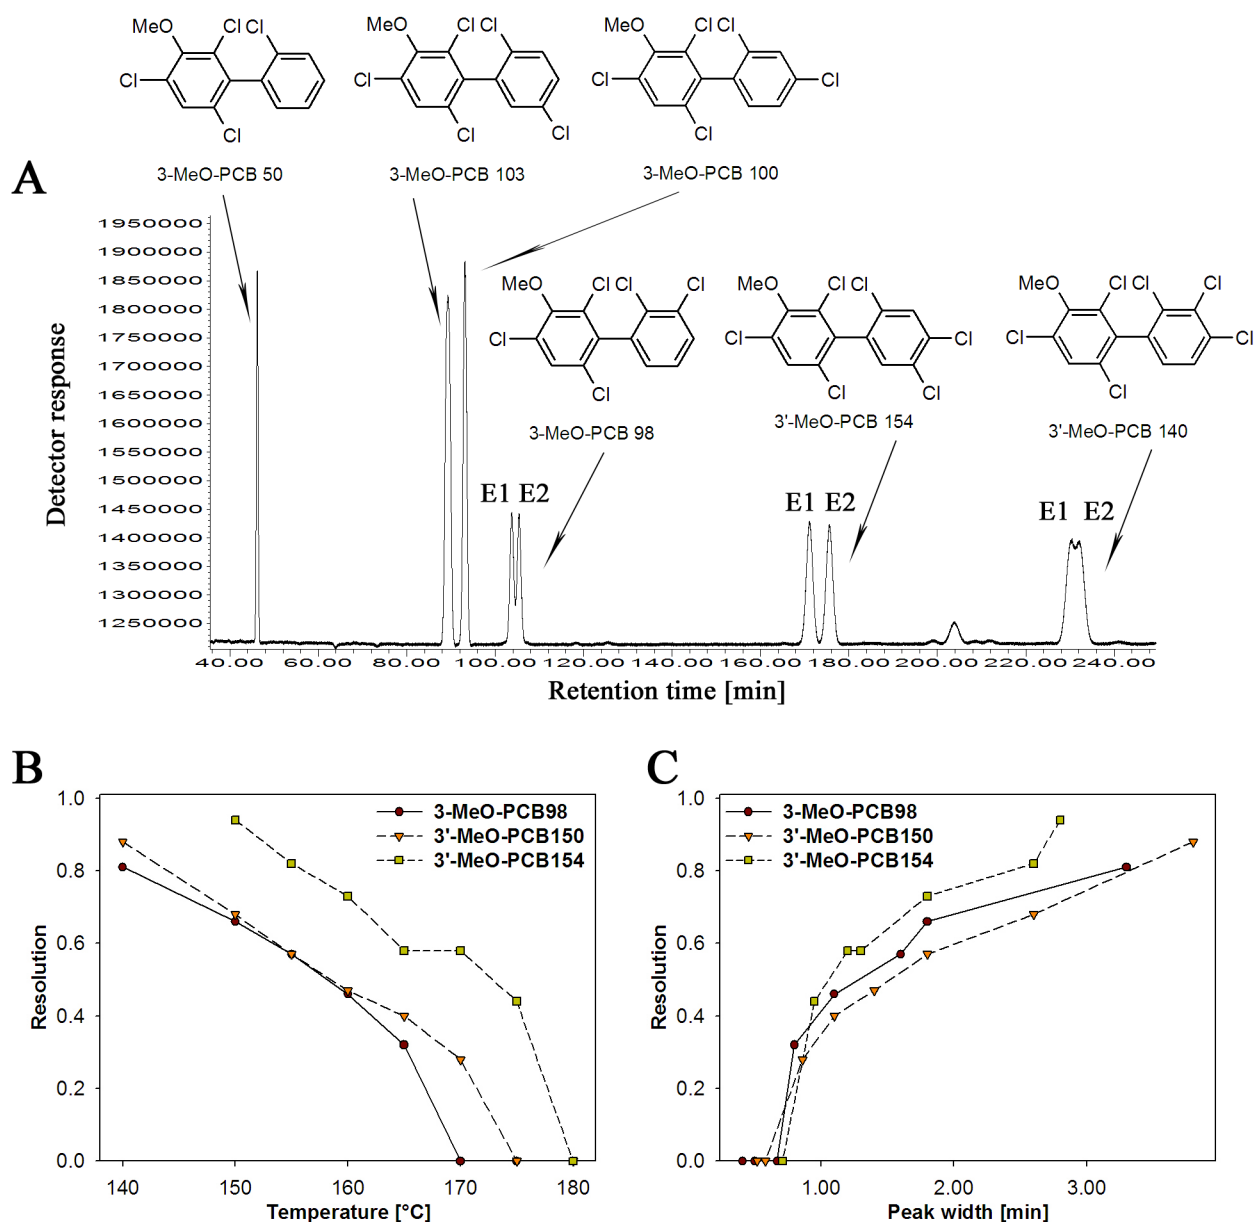 MeO Cl Cl
Cl
Cl
MeO Cl Cl
Cl
Cl Cl
MeO Cl Cl
Cl Cl
Cl
A
3-MeO-PCB 50 3-MeO-PCB 103 3-MeO-PCB 100
Detector response
1950000
1900000
1850000
1800000
1750000
1700000
1650000
1600000
1550000
1500000
1450000
1400000
1350000
1300000
1250000
MeO Cl Cl Cl
Cl
Cl
3-MeO-PCB 98
MeO Cl Cl
Cl Cl
Cl Cl
3'-MeO-PCB 154
MeO Cl Cl Cl
Cl Cl
Cl
3'-MeO-PCB 140
E1 E2
E1 E2
E1 E2
40.00 60.00 80.00 100.00 120.00 140.00 160.00 180.00 200.00 220.00 240.00
Retention time [min]
B
1.0
0.8
0.6
0.4
0.2
0.0
Resolution
3-MeO-PCB98
3'-MeO-PCB150
3'-MeO-PCB154
140 150 160 170 180
Temperature [°C]
C
1.0
0.8
0.6
0.4
0.2
0.0
Resolution
3-MeO-PCB98
3'-MeO-PCB150
3'-MeO-PCB154
1.00 2.00 3.00
Peak width [min]